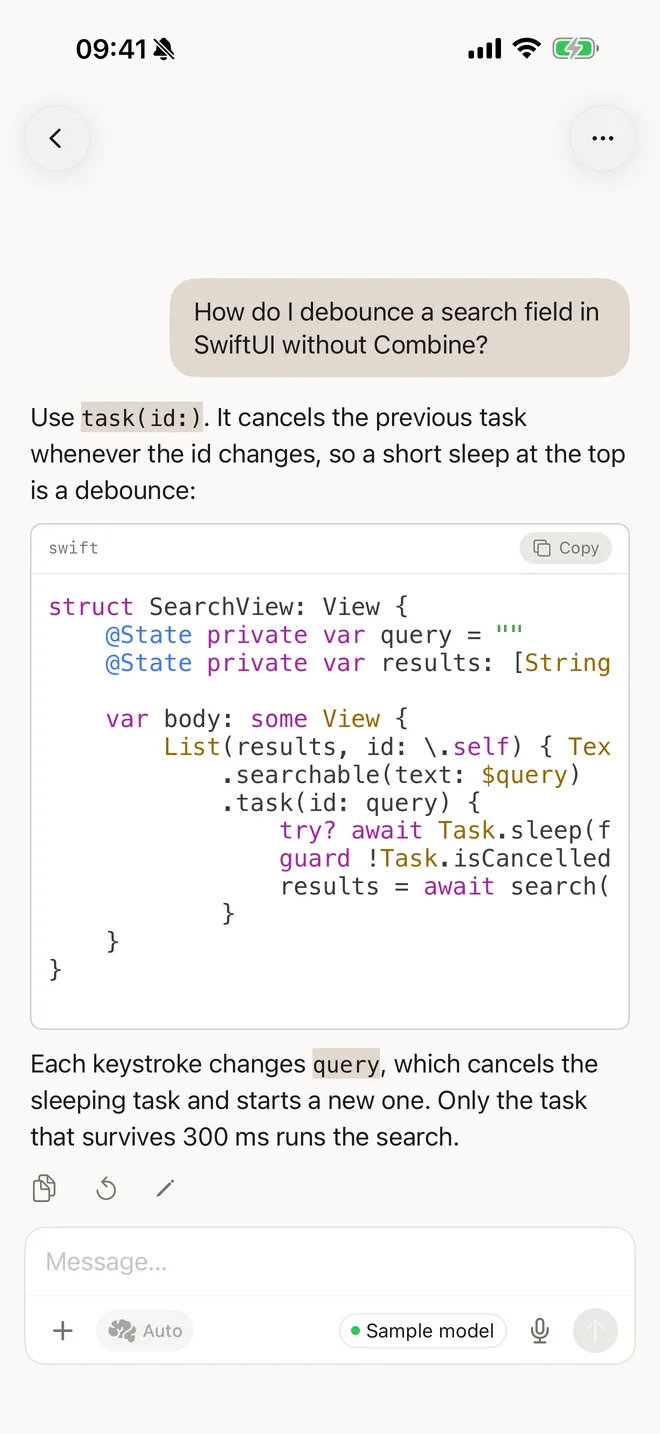 09:41
How do I debounce a search field in
SwiftUI without Combine?
Use task(id:). It cancels the previous task
whenever the id changes, so a short sleep at the top
is a debounce:
swift
Copy
struct SearchView: View {
    @State private var query = ""
    @State private var results: [String
    var body: some View {
        List(results, id: \.self) { Tex
            .searchable(text: $query)
            .task(id: query) {
                try? await Task.sleep(f
                guard !Task.isCancelled
                results = await search(
            }
    }
}
Each keystroke changes query, which cancels the
sleeping task and starts a new one. Only the task
that survives 300 ms runs the search.
Message...
Auto
Sample model